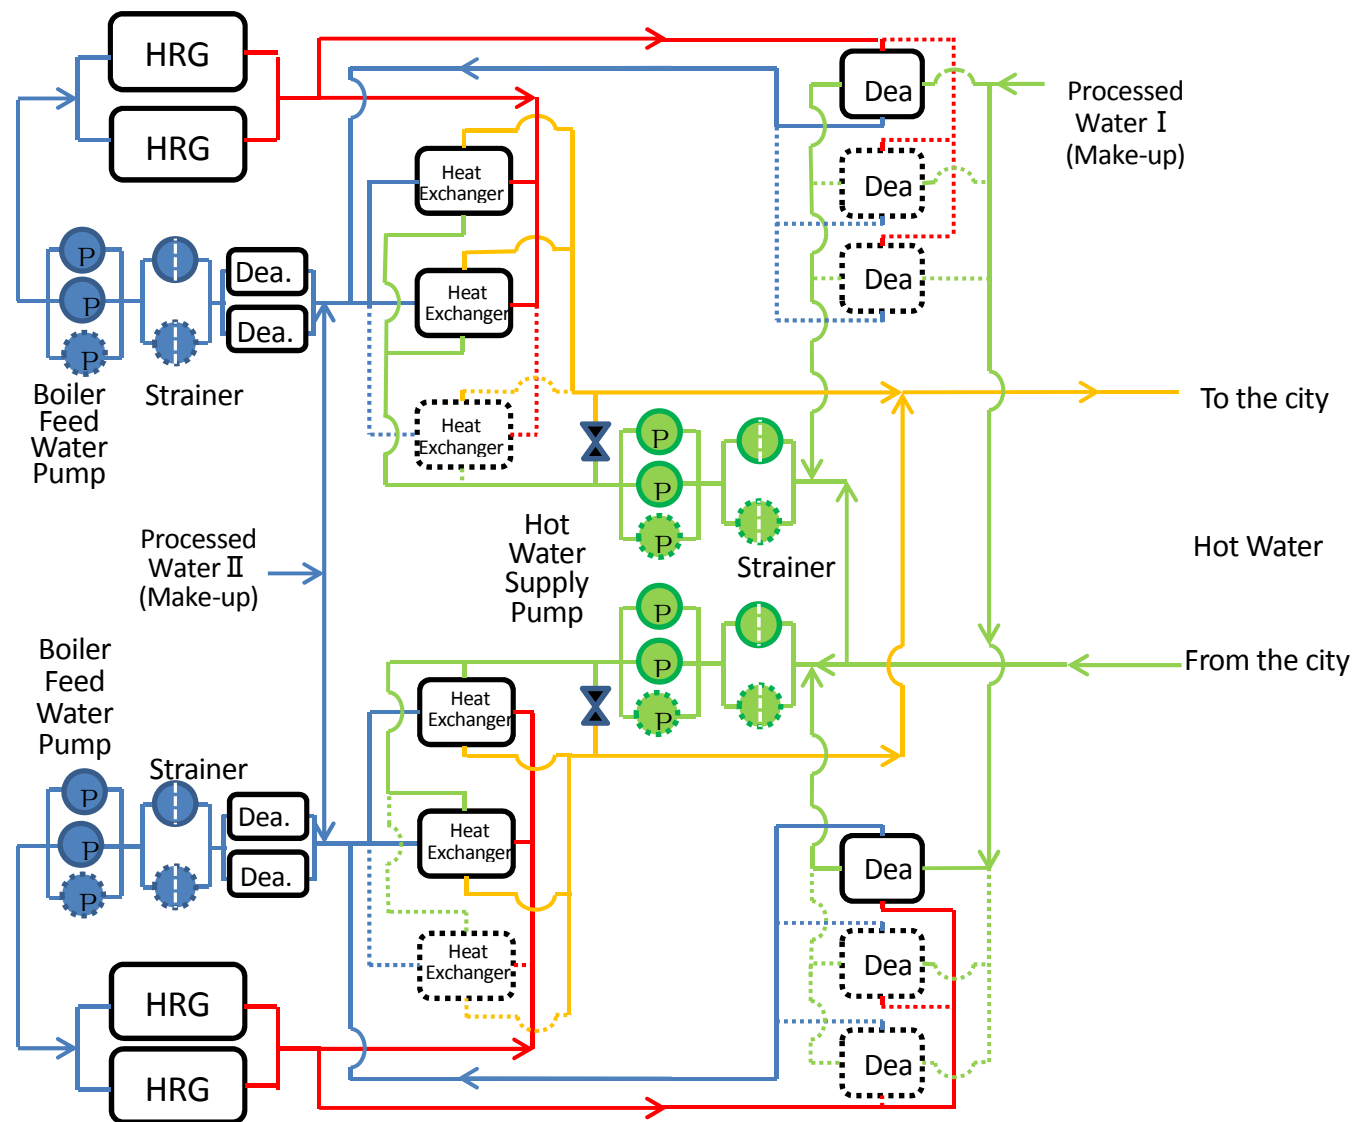 HRG
HRG
Dea
Processed
Water Ⅰ
(Make-up)
Heat
Exchanger
Dea
P
Dea.
Heat
Exchanger
Dea
P
Dea.
P
Boiler
Feed
Water
Pump
Strainer
Heat
Exchanger
To the city
P
P
P
Hot
Water
Supply
Pump
Strainer
Processed
Water Ⅱ
(Make-up)
Hot Water
P
P
P
From the city
Boiler
Feed
Water
Pump
Heat
Exchanger
Strainer
P
Dea.
P
Heat
Exchanger
Dea
Dea.
P
Heat
Exchanger
Dea
HRG
Dea
HRG